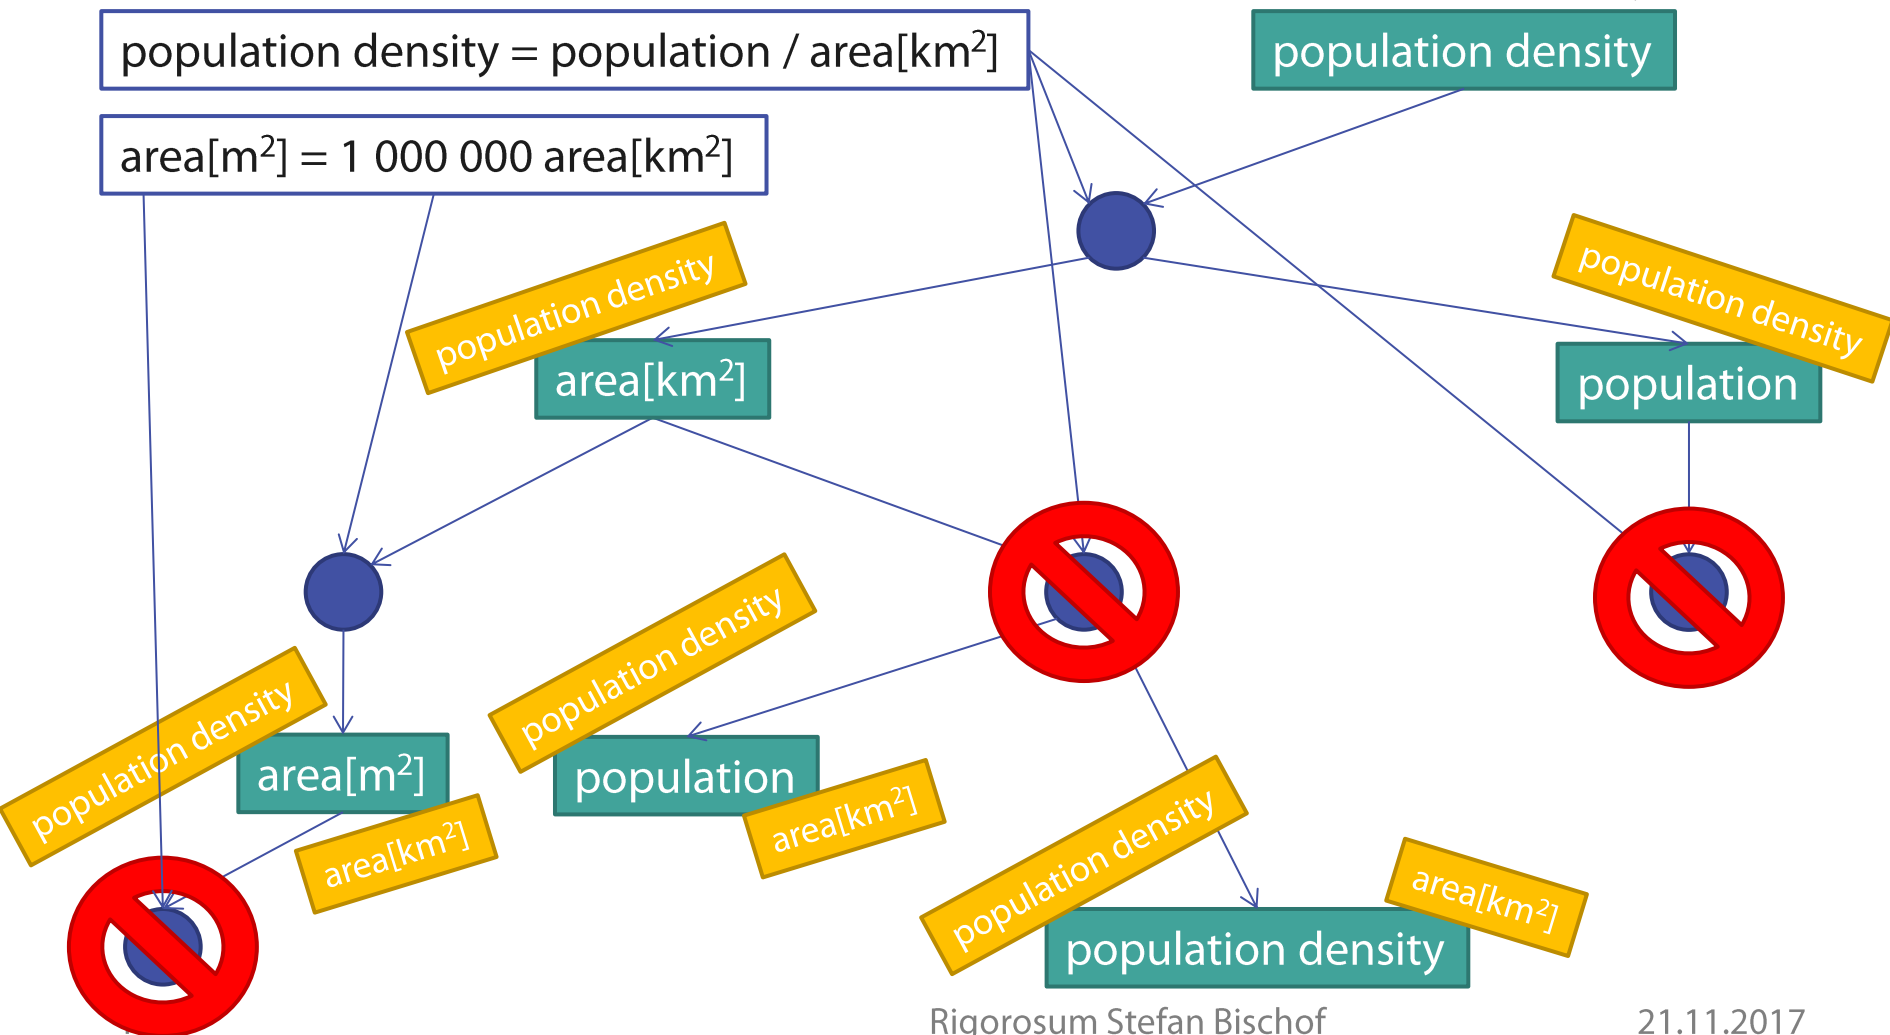 population density = population / area[km²]
population density
area[m²] = 1 000 000 area[km²]
population density
population density
area[km²]
population
population density
population density
area[m²]
population
area[km²]
area[km²]
population density
area[km²]
population density
Rigorosum Stefan Bischof
21.11.2017